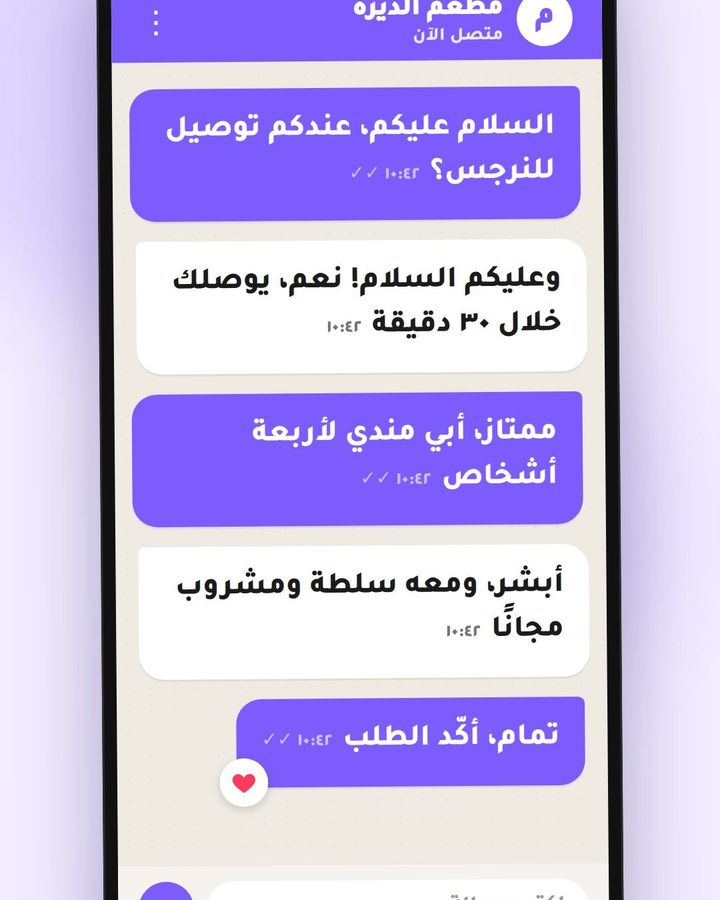 مطعم الديرة
متصل الآن
م
السلام عليكم، عندكم توصيل
للنرجس؟ ١٠:٤٢ ✓✓
وعليكم السلام! نعم، يوصلك
خلال ٣٠ دقيقة ١٠:٤٢
ممتاز، أبي مندي لأربعة
أشخاص ١٠:٤٢ ✓✓
أبشر، ومعه سلطة ومشروب
مجانًا ١٠:٤٢
تمام، أكّد الطلب ١٠:٤٢ ✓✓